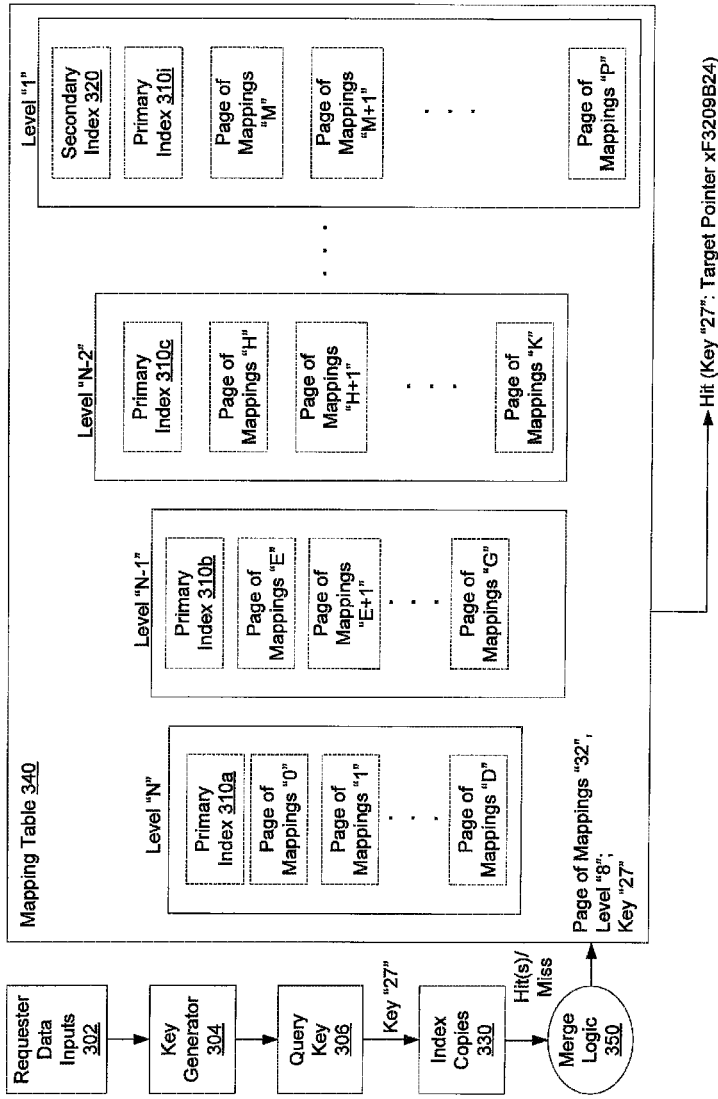 Requester
Data
Inputs
302
Key
Generator
304
Query
Key
306
Key "27"
Index
Copies
330
Hit(s)/
Miss
Merge
Logic
350
Mapping Table 340
Level "N"
Primary
Index 310a
Page of
Mappings "0"
Page of
Mappings "1"
. . .
Page of
Mappings "D"
Level "N-1"
Primary
Index 310b
Page of
Mappings "E"
Page of
Mappings
"E+1"
. . .
Page of
Mappings "G"
Level "N-2"
Primary
Index 310c
Page of
Mappings "H"
Page of
Mappings
"H+1"
. . .
Page of
Mappings "K"
. . .
Level "1"
Secondary
Index 320
Primary
Index 310i
Page of
Mappings
"M"
Page of
Mappings
"M+1"
. . .
Page of
Mappings "P"
Page of Mappings "32",
Level "8";
Key "27"
Hit (Key "27": Target Pointer xF3209B24)